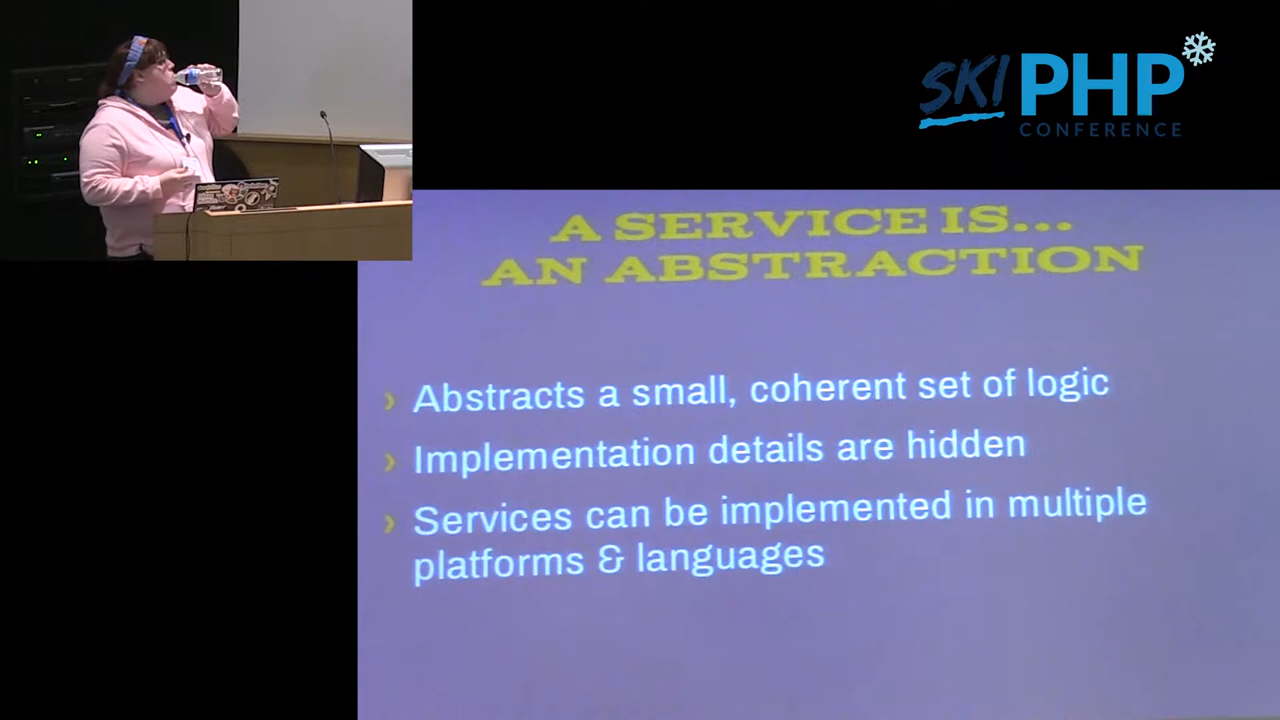 SKI PHP
CONFERENCE
A SERVICE IS...
AN ABSTRACTION
› Abstracts a small, coherent set of logic
› Implementation details are hidden
› Services can be implemented in multiple
platforms & languages